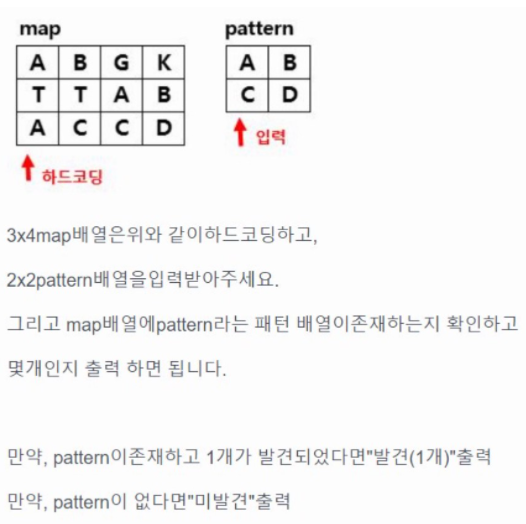 map pattern
A B G K A B
T T A B C D
A C C D 입력
하드코딩
3x4map배열은위와 같이하드코딩하고,
2x2pattern배열을입력받아주세요.
그리고 map배열에pattern라는 패턴 배열이존재하는지 확인하고
몇개인지 출력 하면 됩니다.
만약, pattern이존재하고 1개가 발견되었다면"발견(1개)"출력
만약, pattern이 없다면"미발견"출력